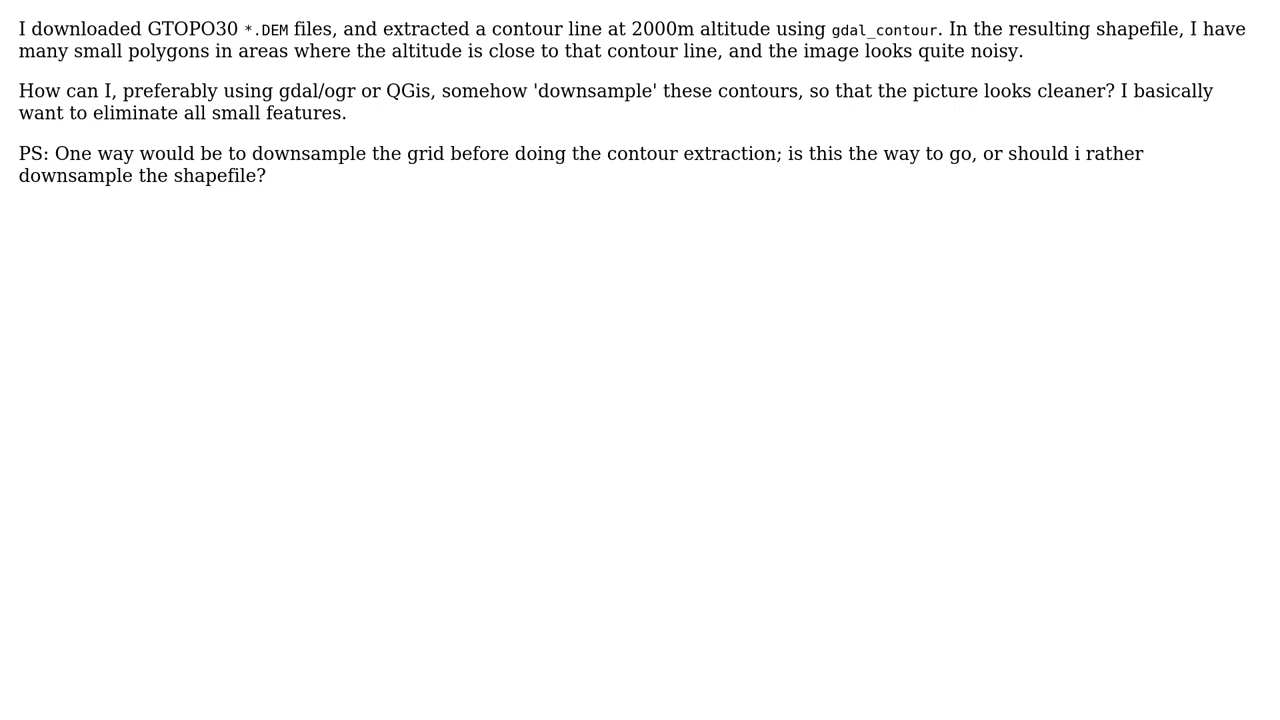 I downloaded GTOPO30 *.DEM files, and extracted a contour line at 2000m altitude using gdal_contour. In the resulting shapefile, I have
many small polygons in areas where the altitude is close to that contour line, and the image looks quite noisy.
How can I, preferably using gdal/ogr or QGis, somehow 'downsample' these contours, so that the picture looks cleaner? I basically
want to eliminate all small features.
PS: One way would be to downsample the grid before doing the contour extraction; is this the way to go, or should i rather
downsample the shapefile?